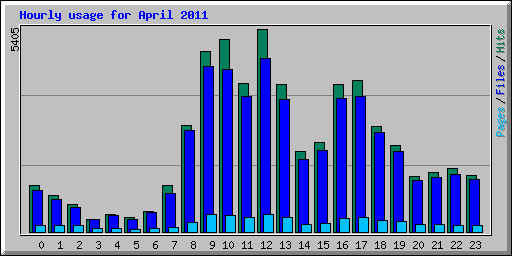 Hourly usage for April 2011
5405
Pages/Files/Hits
0 1 2 3 4 5 6 7 8 9 10 11 12 13 14 15 16 17 18 19 20 21 22 23